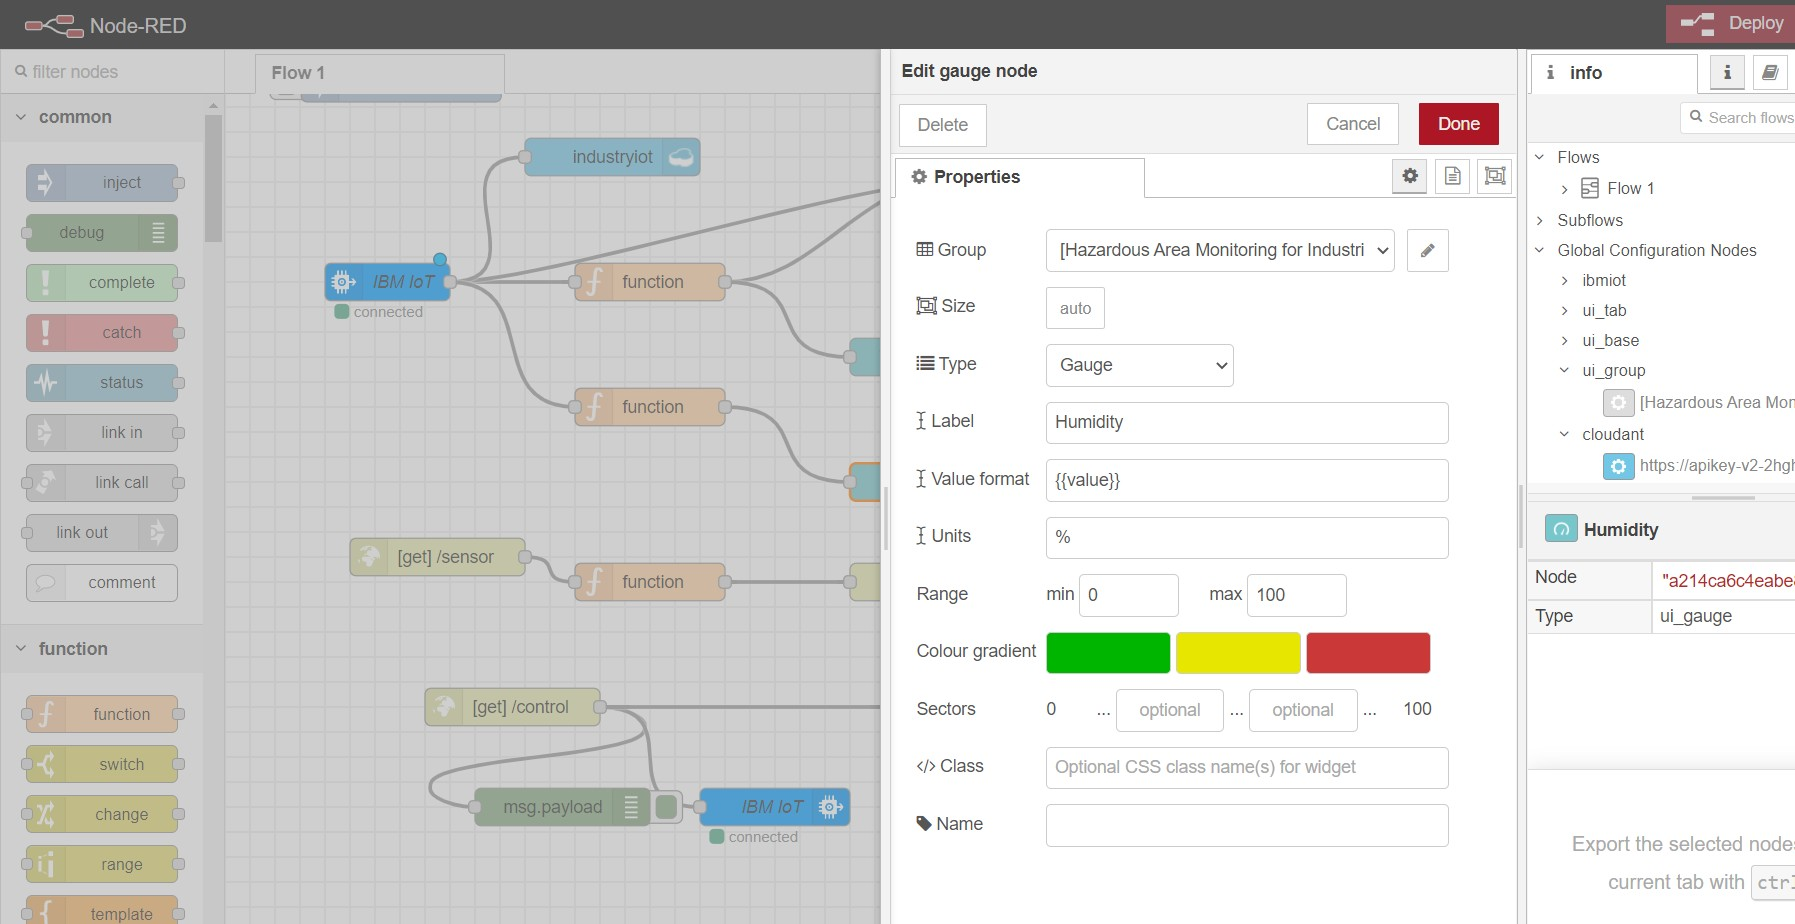 Node-RED
Deploy
filter nodes
Flow 1
common
inject
debug
complete
catch
status
link in
link call
link out
comment
function
function
switch
change
range
template
industryiot
IBM IoT
connected
function
function
[get] /sensor
function
[get] /control
msg.payload
IBM IoT
connected
Edit gauge node
Delete
Cancel
Done
Properties
Group
[Hazardous Area Monitoring for Industri
Size
auto
Type
Gauge
Label
Humidity
Value format
{{value}}
Units
%
Range
min 0
max 100
Colour gradient
Sectors
0 ... optional ... optional ... 100
Class
Optional CSS class name(s) for widget
Name
info
Search flows
Flows
Flow 1
Subflows
Global Configuration Nodes
ibmiot
ui_tab
ui_base
ui_group
[Hazardous Area Mon
cloudant
https://apikey-v2-2hgh
Humidity
Node
"a214ca6c4eabe
Type
ui_gauge
Export the selected nodes
current tab with ctrl